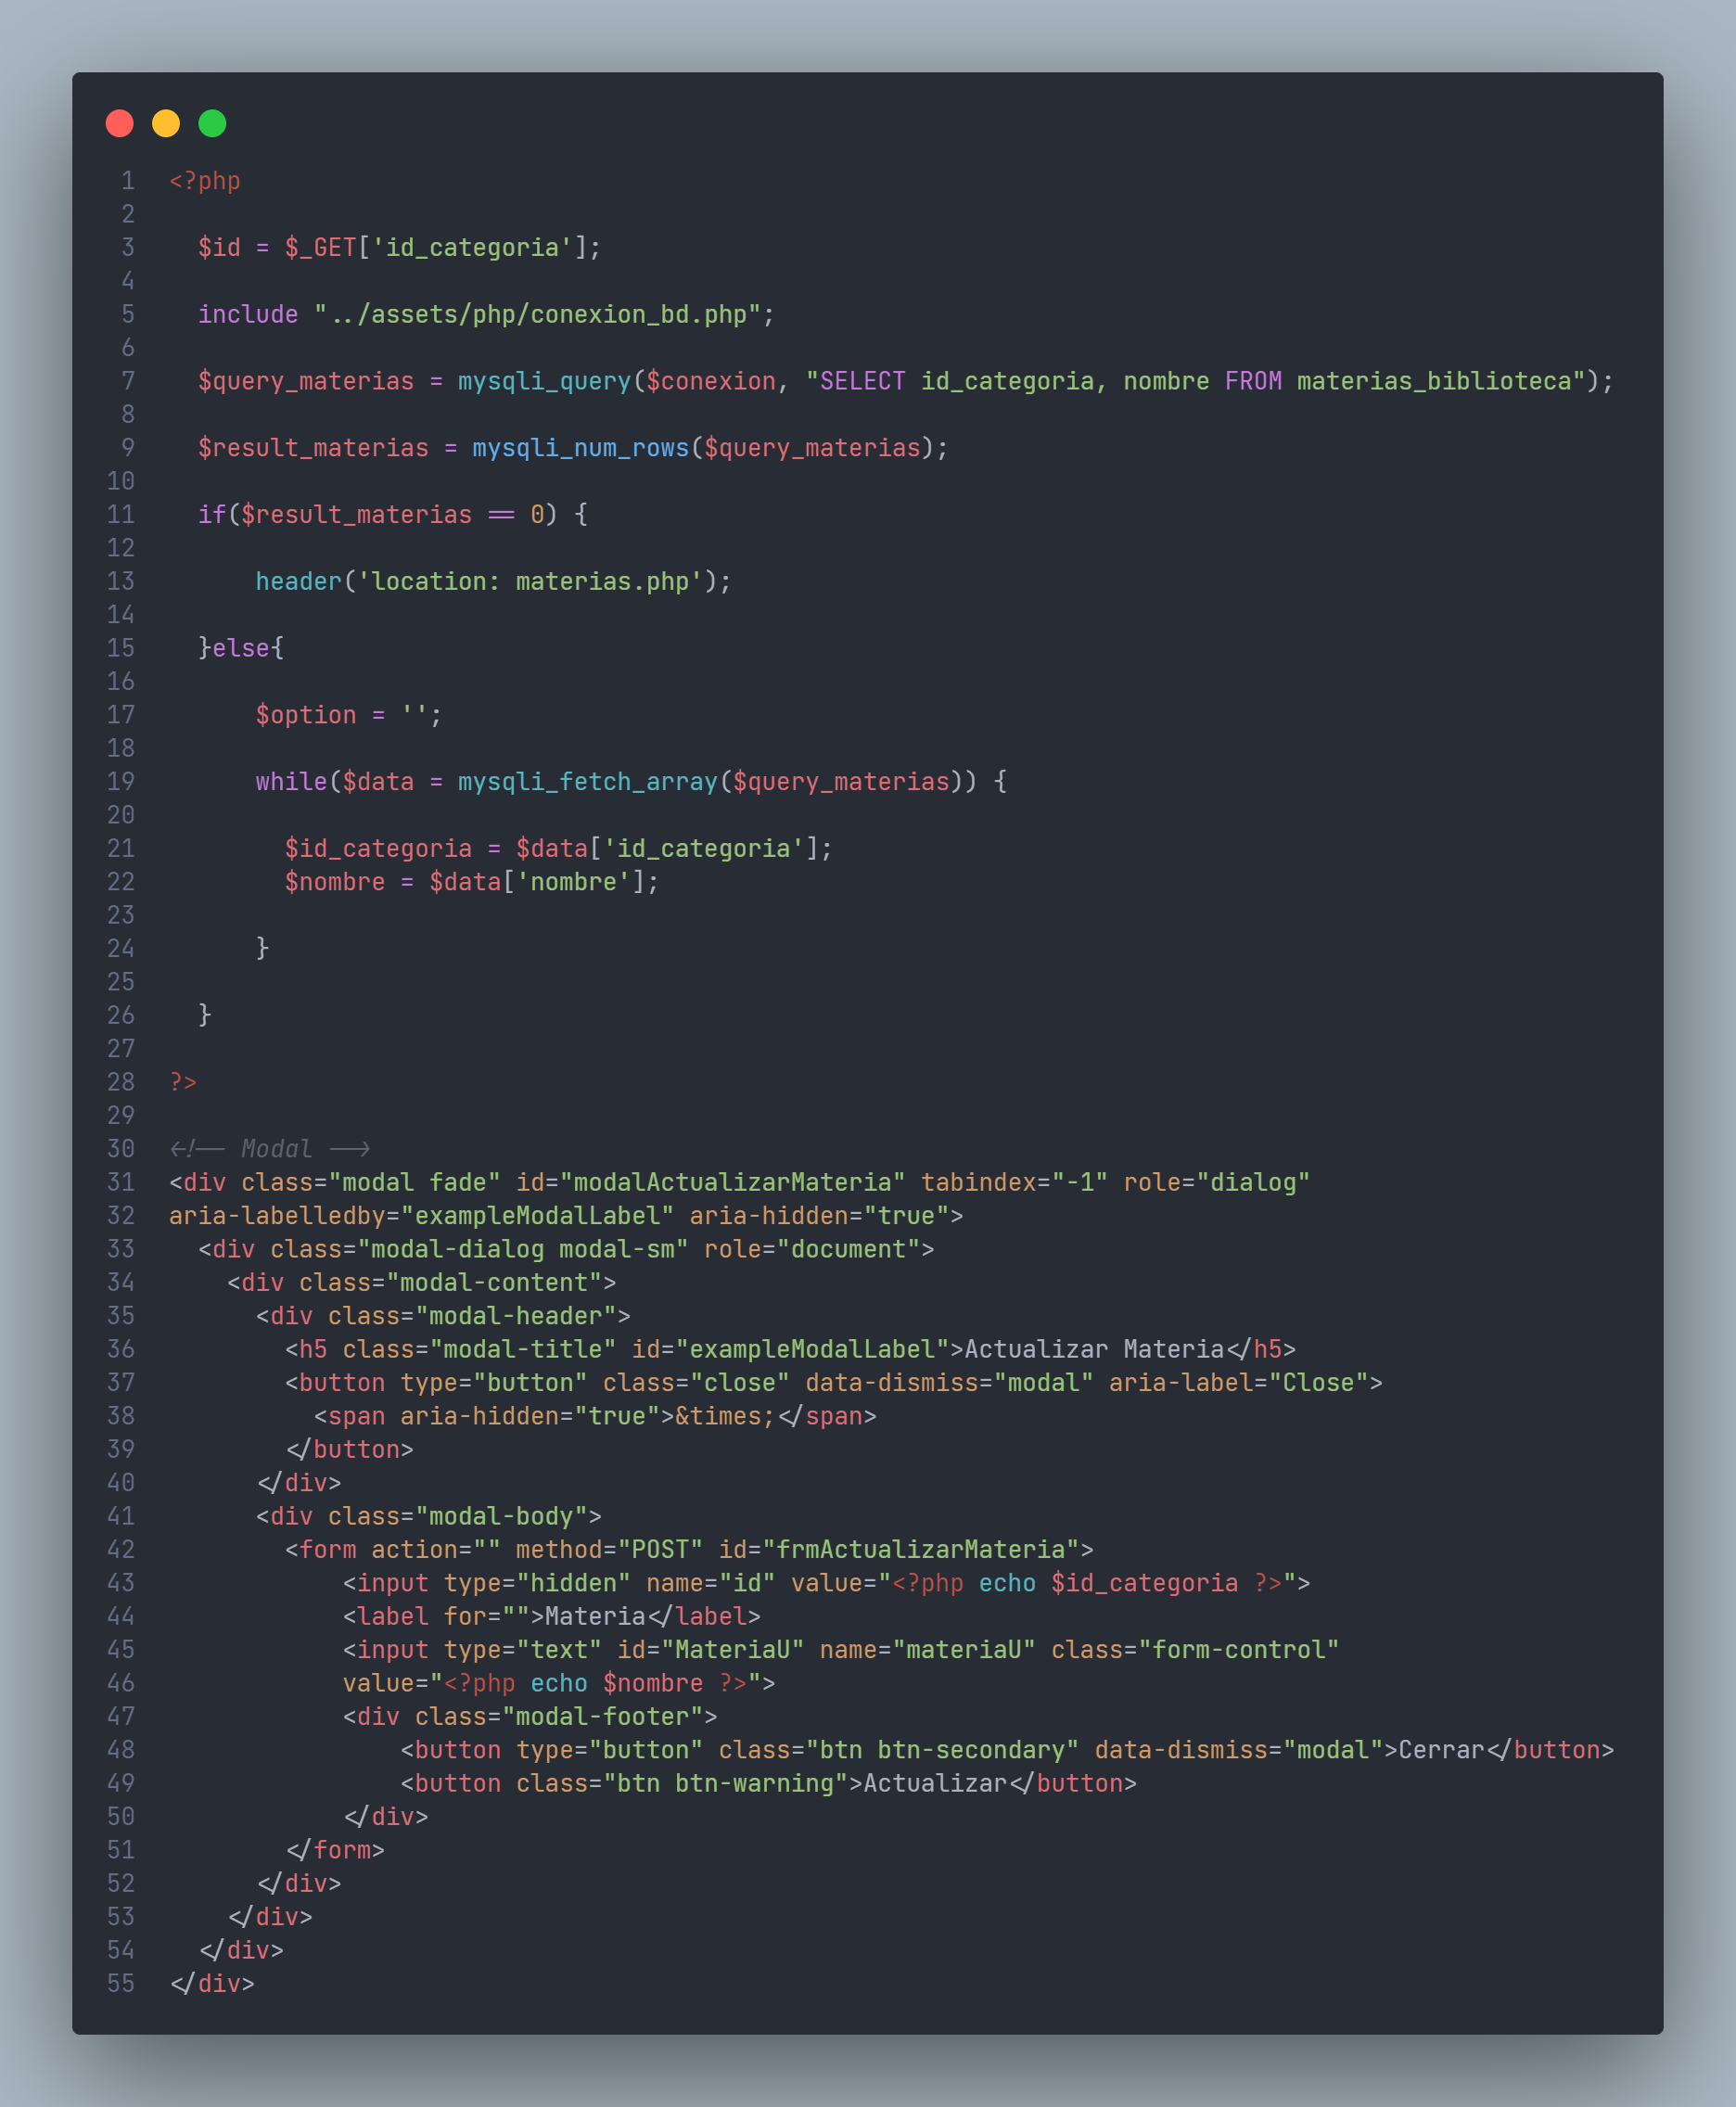 1 <?php
2
3 $id = $_GET['id_categoria'];
4
5 include "../assets/php/conexion_bd.php";
6
7 $query_materias = mysqli_query($conexion, "SELECT id_categoria, nombre FROM materias_biblioteca");
8
9 $result_materias = mysqli_num_rows($query_materias);
10
11 if($result_materias == 0) {
12
13 header('location: materias.php');
14
15 }else{
16
17 $option = '';
18
19 while($data = mysqli_fetch_array($query_materias)) {
20
21 $id_categoria = $data['id_categoria'];
22 $nombre = $data['nombre'];
23
24 }
25
26 }
27
28 ?>
29
30 <!-- Modal -->
31 <div class="modal fade" id="modalActualizarMateria" tabindex="-1" role="dialog"
32 aria-labelledby="exampleModalLabel" aria-hidden="true">
33 <div class="modal-dialog modal-sm" role="document">
34 <div class="modal-content">
35 <div class="modal-header">
36 <h5 class="modal-title" id="exampleModalLabel">Actualizar Materia</h5>
37 <button type="button" class="close" data-dismiss="modal" aria-label="Close">
38 <span aria-hidden="true">&times;</span>
39 </button>
40 </div>
41 <div class="modal-body">
42 <form action="" method="POST" id="frmActualizarMateria">
43 <input type="hidden" name="id" value="<?php echo $id_categoria ?>">
44 <label for="">Materia</label>
45 <input type="text" id="MateriaU" name="materiaU" class="form-control"
46 value="<?php echo $nombre ?>">
47 <div class="modal-footer">
48 <button type="button" class="btn btn-secondary" data-dismiss="modal">Cerrar</button>
49 <button class="btn btn-warning">Actualizar</button>
50 </div>
51 </form>
52 </div>
53 </div>
54 </div>
55 </div>